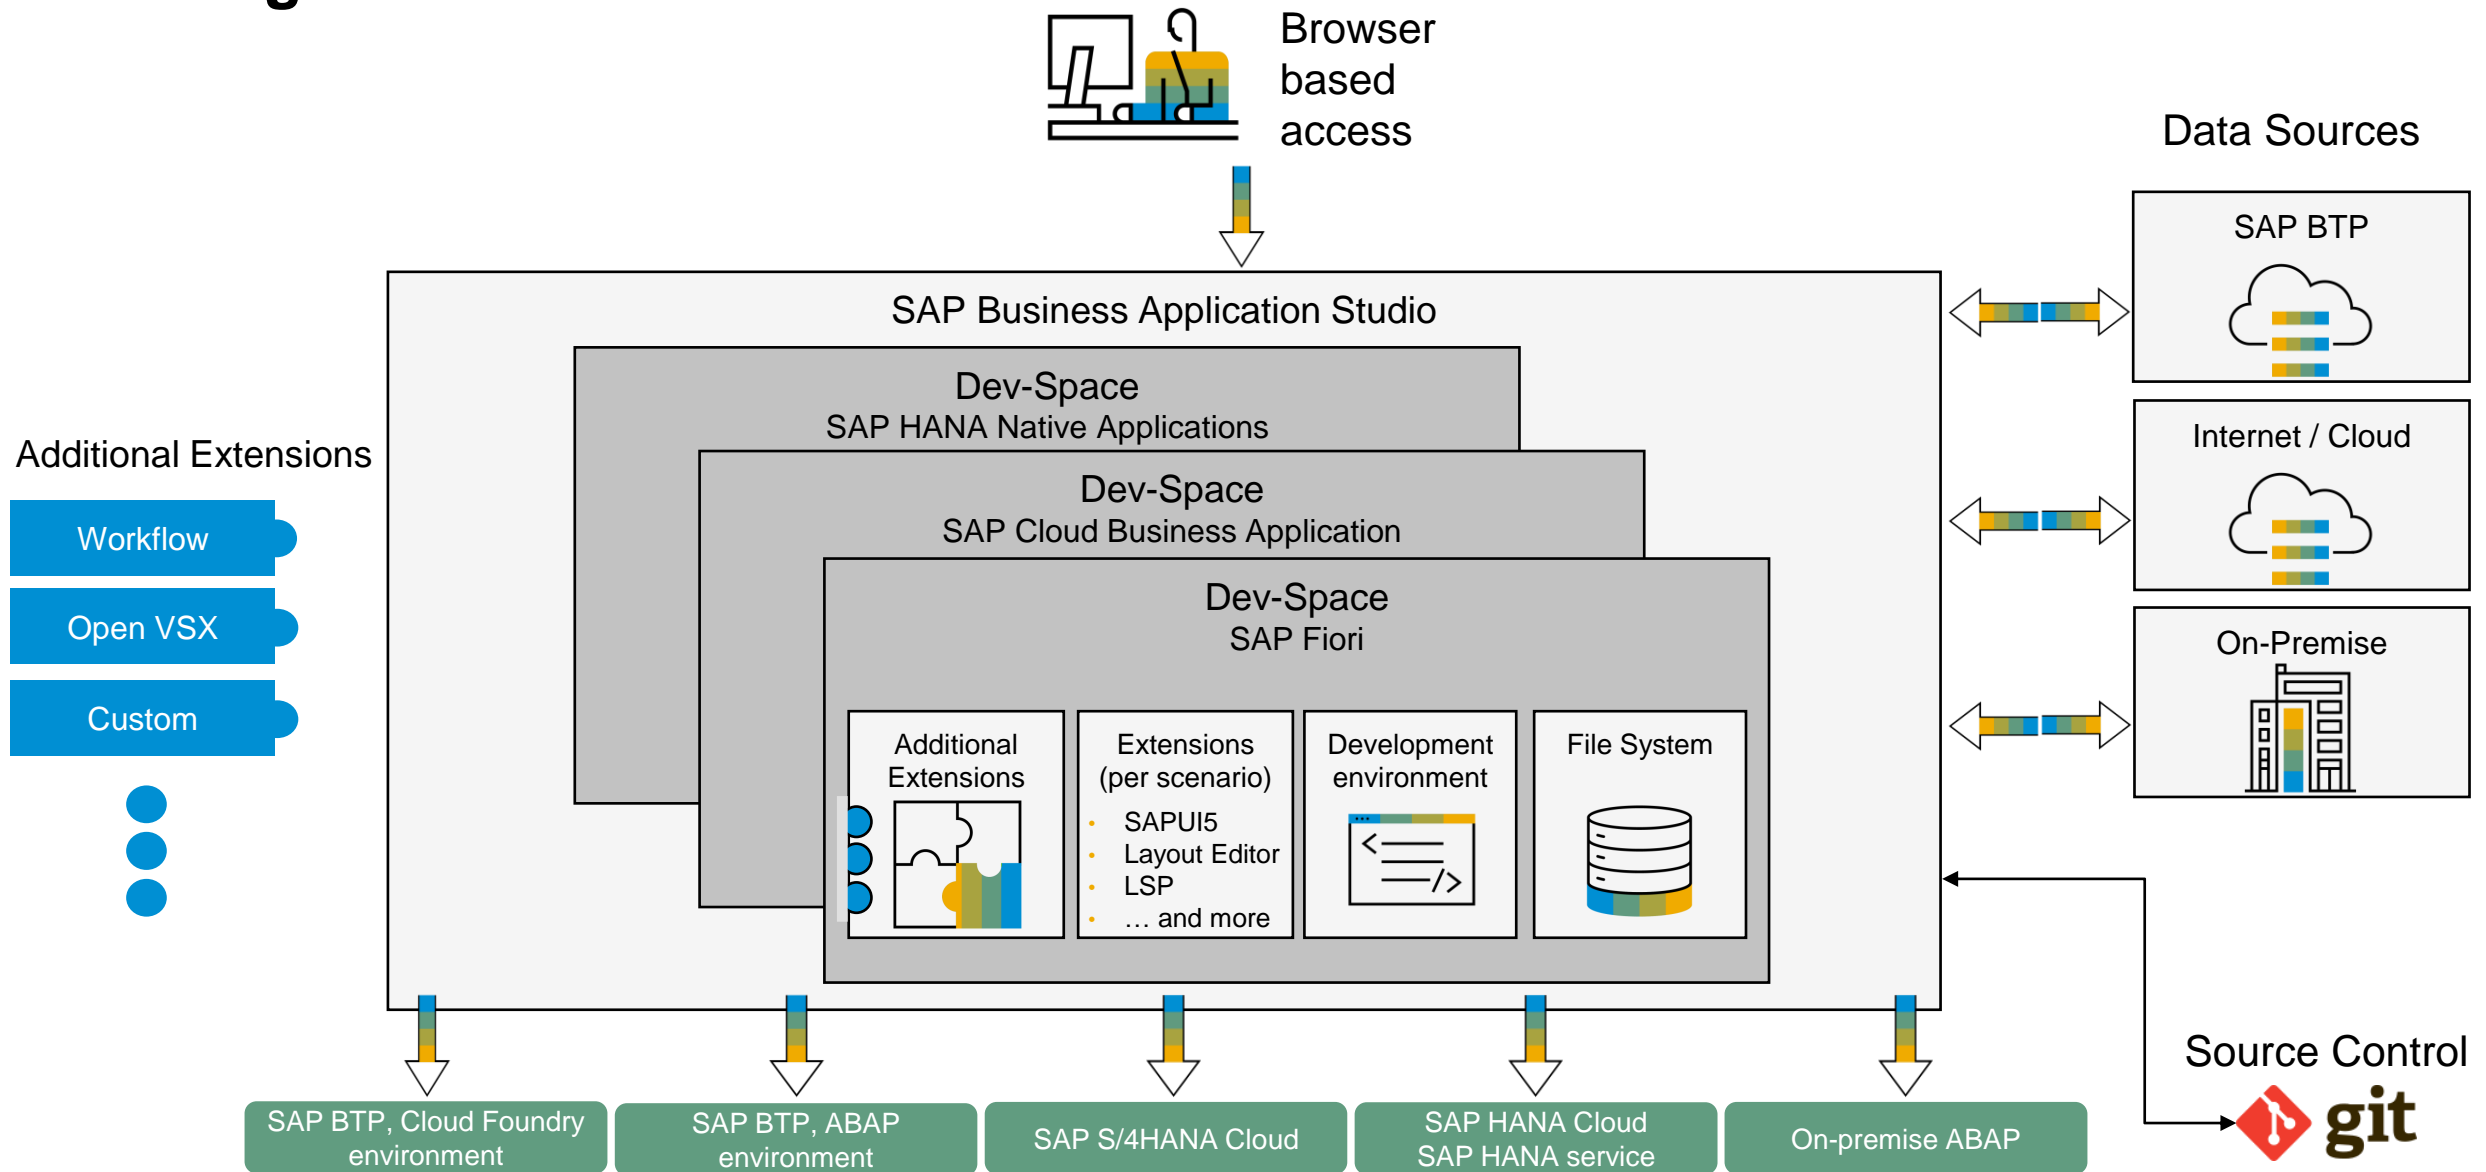 Browser
based
access
Data Sources
SAP BTP
SAP Business Application Studio
Dev-Space
SAP HANA Native Applications
Internet / Cloud
Additional Extensions
Dev-Space
SAP Cloud Business Application
Workflow
Open VSX
Custom
Dev-Space
SAP Fiori
On-Premise
Additional
Extensions
Extensions
(per scenario)
• SAPUI5
• Layout Editor
• LSP
• … and more
Development
environment
File System
Source Control
git
SAP BTP, Cloud Foundry
environment
SAP BTP, ABAP
environment
SAP S/4HANA Cloud
SAP HANA Cloud
SAP HANA service
On-premise ABAP